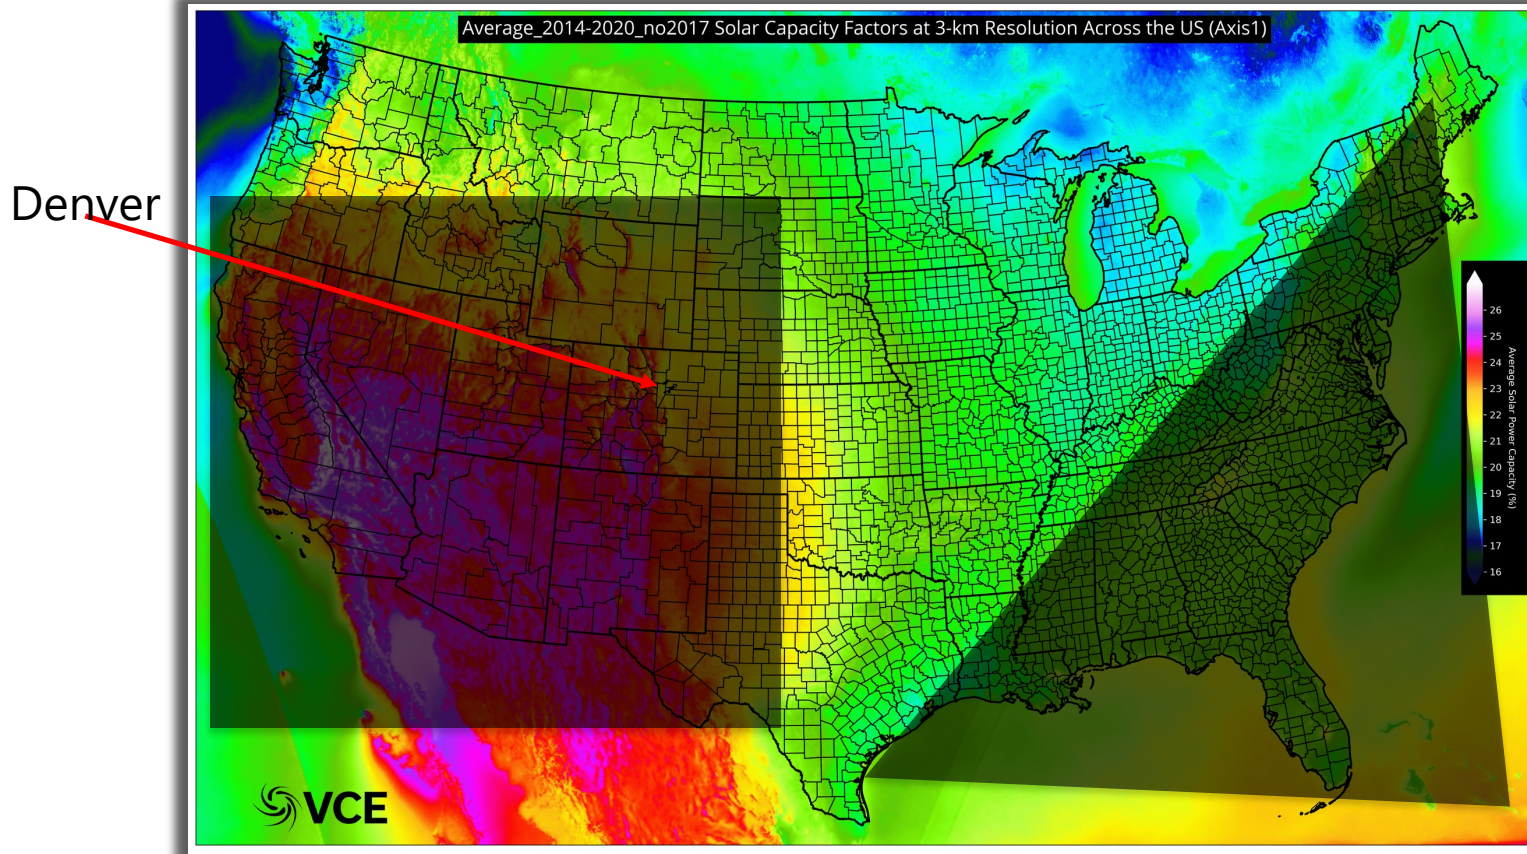 Average_2014-2020_no2017 Solar Capacity Factors at 3-km Resolution Across the US (Axis1)
Denver
26
25
24
23
22
21
20
19
18
17
16
Average Solar Power Capacity (%)
VCE